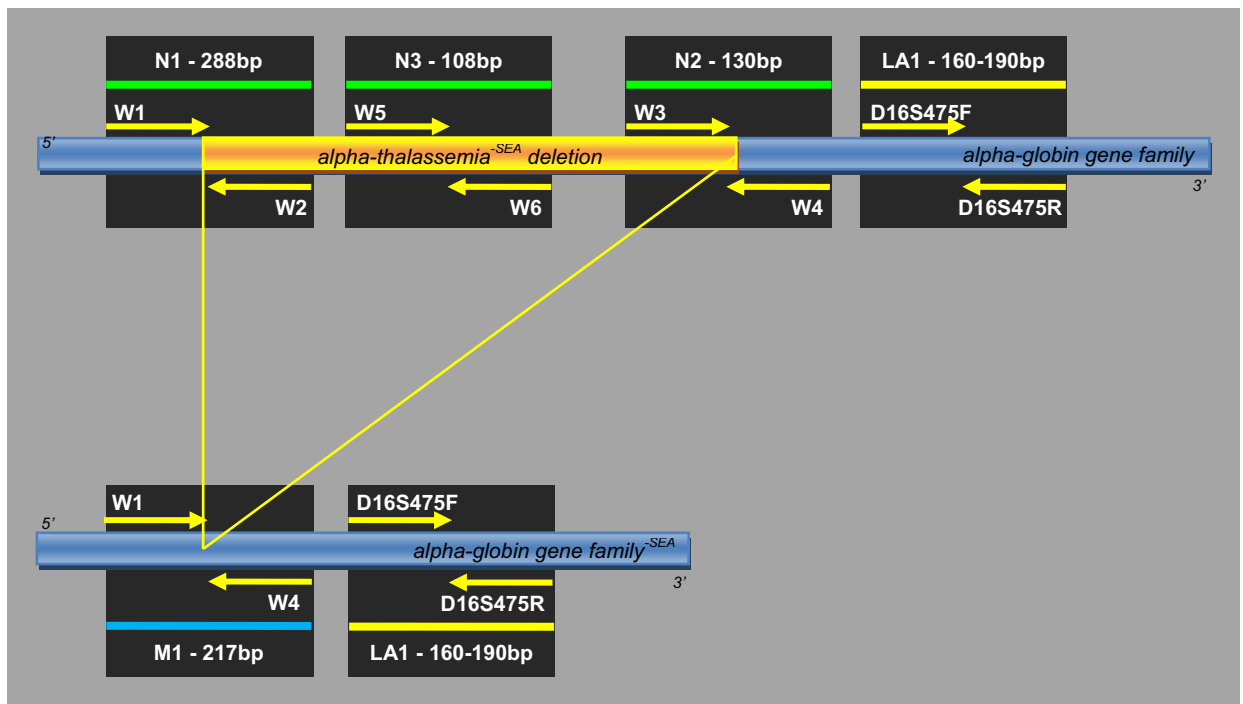 N1 - 288bp
N3 - 108bp
N2 - 130bp
LA1 - 160-190bp
W1
W5
W3
D16S475F
5’
alpha-thalassemia-SEA deletion
alpha-globin gene family
3’
W2
W6
W4
D16S475R
W1
D16S475F
5’
alpha-globin gene family-SEA
3’
W4
D16S475R
M1 - 217bp
LA1 - 160-190bp